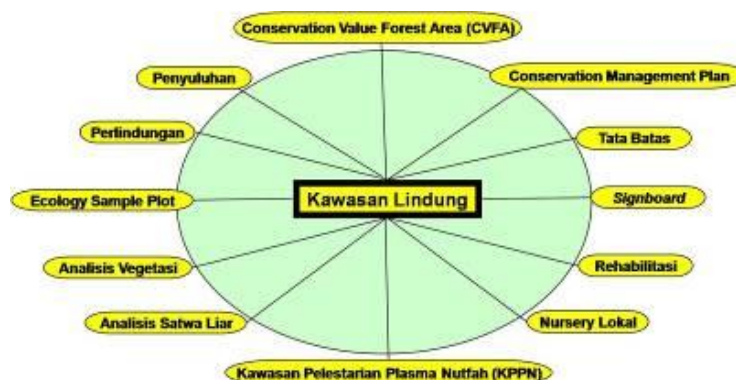 Conservation Value Forest Area (CVFA)
Penyuluhan
Conservation Management Plan
Perlindungan
Tata Batas
Ecology Sample Plot
Kawasan Lindung
Signboard
Analisis Vegetasi
Rehabilitasi
Analisis Satwa Liar
Nursery Lokal
Kawasan Pelestarian Plasma Nutfah (KPPN)